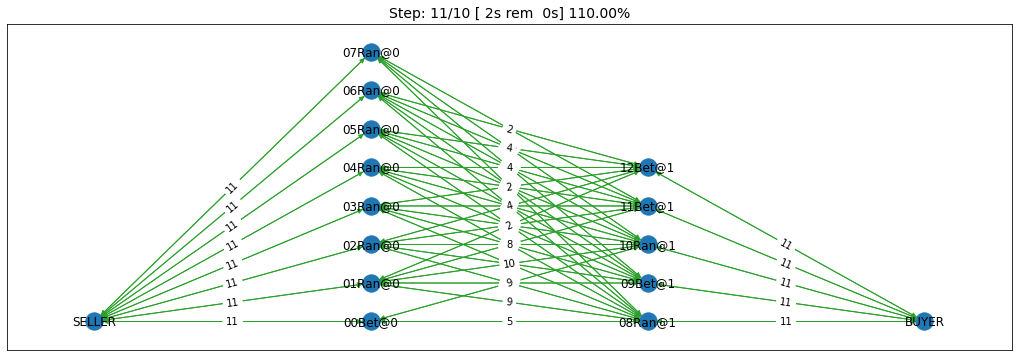 Step: 11/10 [ 2s rem  0s] 110.00%
07Ran@0
06Ran@0
05Ran@0
2
4
04Ran@0
4
12Bet@1
11
2
03Ran@0
4
11Bet@1
11
2
11
02Ran@0
8
10Ran@1
11
11
10
11
11
01Ran@0
9
09Bet@1
11
11
9
11
SELLER
11
00Bet@0
5
08Ran@1
11
BUYER